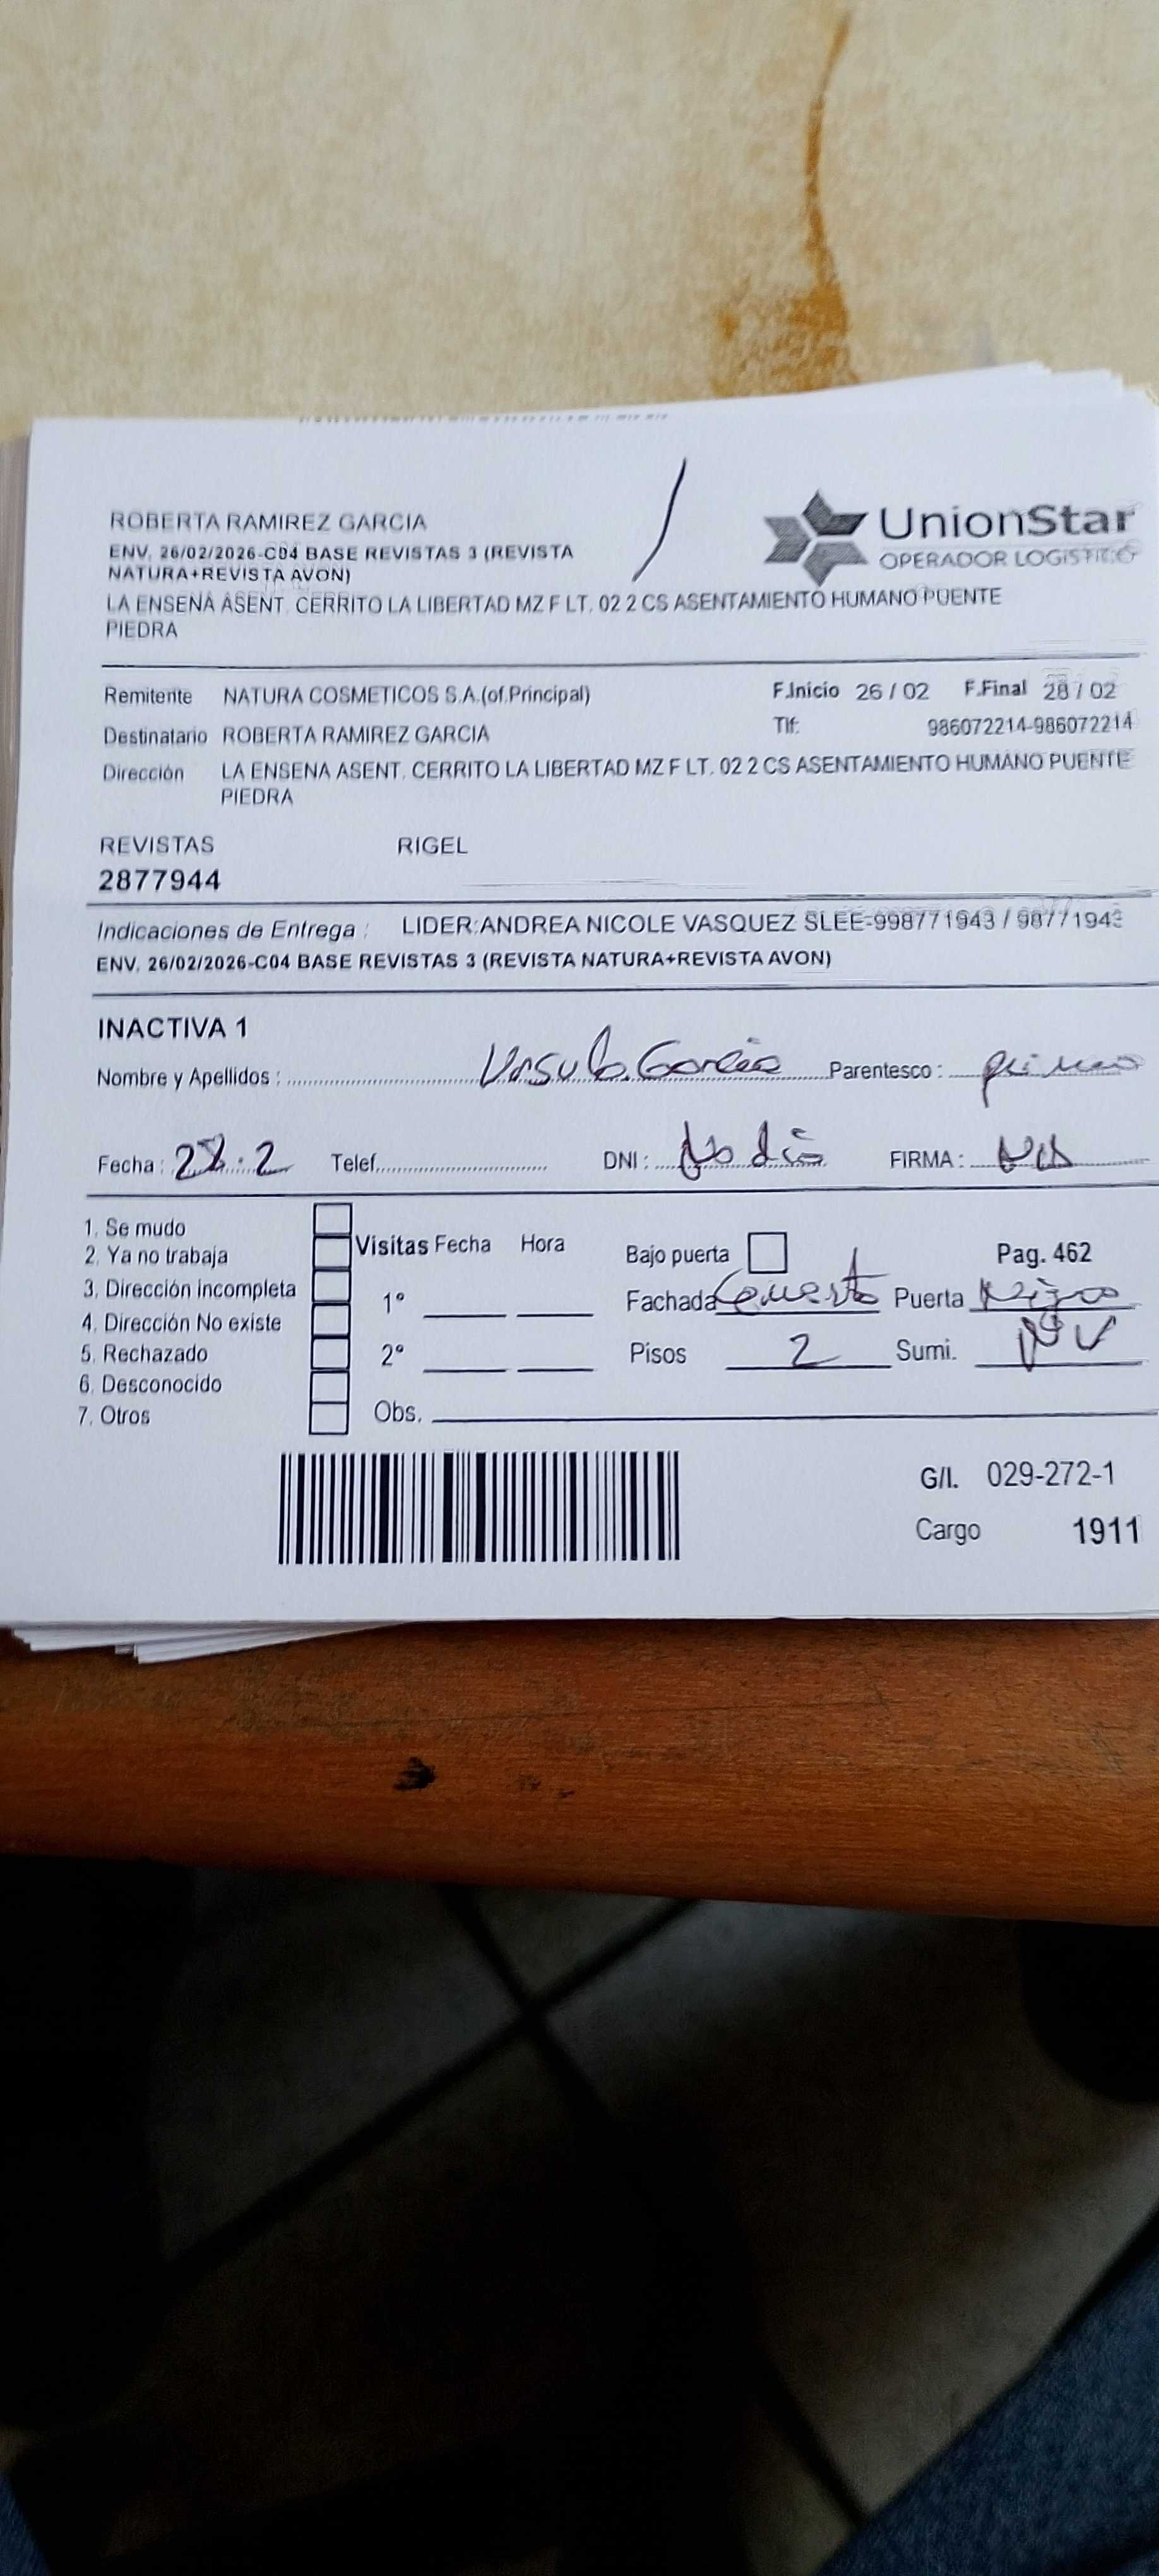 ROBERTA RAMIREZ GARCIA
ENV. 26/02/2026-C04 BASE REVISTAS 3 (REVISTA
NATURA+REVISTA AVON)
UnionStar
OPERADOR LOGISTICO
LA ENSENA ASENT. CERRITO LA LIBERTAD MZ F LT. 02 2 CS ASENTAMIENTO HUMANO PUENTE
PIEDRA
Remitente NATURA COSMETICOS S.A.(of.Principal) F.Inicio 26 / 02 F.Final 28 / 02
Destinatario ROBERTA RAMIREZ GARCIA Tlf: 986072214-986072214
Dirección LA ENSENA ASENT. CERRITO LA LIBERTAD MZ F LT. 02 2 CS ASENTAMIENTO HUMANO PUENTE
PIEDRA
REVISTAS RIGEL
2877944
Indicaciones de Entrega : LIDER:ANDREA NICOLE VASQUEZ SLEE-998771943 / 98771943
ENV. 26/02/2026-C04 BASE REVISTAS 3 (REVISTA NATURA+REVISTA AVON)
INACTIVA 1
Nombre y Apellidos : Ursula Garcia Parentesco :
Fecha : Telef. DNI : No dio FIRMA :
1. Se mudo
2. Ya no trabaja
3. Dirección incompleta
4. Dirección No existe
5. Rechazado
6. Desconocido
7. Otros
Visitas Fecha Hora
1º
2º
Obs.
Bajo puerta Pag. 462
Fachada Puerta
Pisos 2 Sumi. NV
G/I. 029-272-1
Cargo 1911